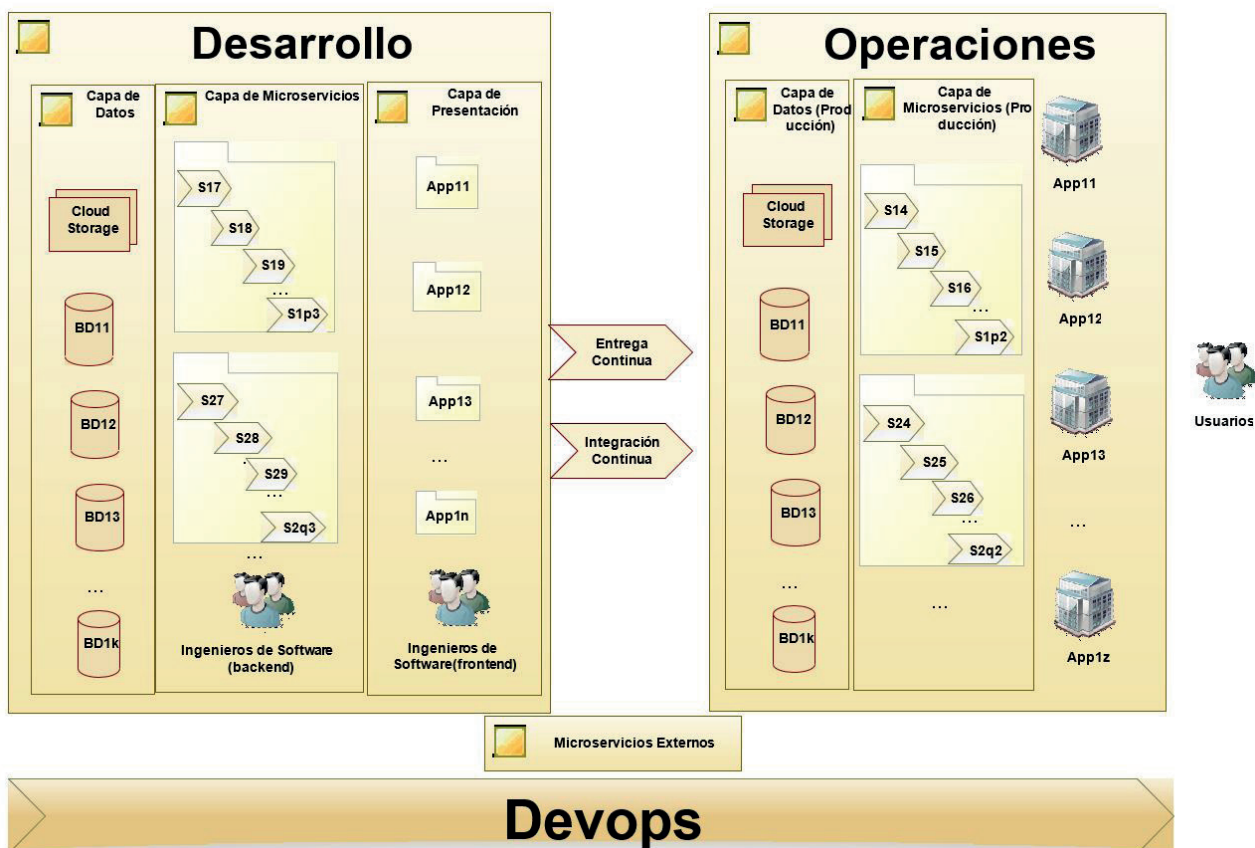 Desarrollo
Capa de
Datos
Cloud
Storage
BD11
BD12
BD13
...
BD1k
Capa de Microservicios
S17
S18
S19
...
S1p3
S27
S28
S29
...
S2q3
...
Ingenieros de Software
(backend)
Capa de
Presentación
App11
App12
App13
...
App1n
Ingenieros de
Software(frontend)
Entrega
Continua
Integración
Continua
Operaciones
Capa de
Datos (Prod
ucción)
Cloud
Storage
BD11
BD12
BD13
...
BD1k
Capa de
Microservicios (Pro
ducción)
S14
S15
S16
...
S1p2
S24
S25
S26
...
S2q2
...
App11
App12
App13
...
App1z
Usuarios
Microservicios Externos
Devops